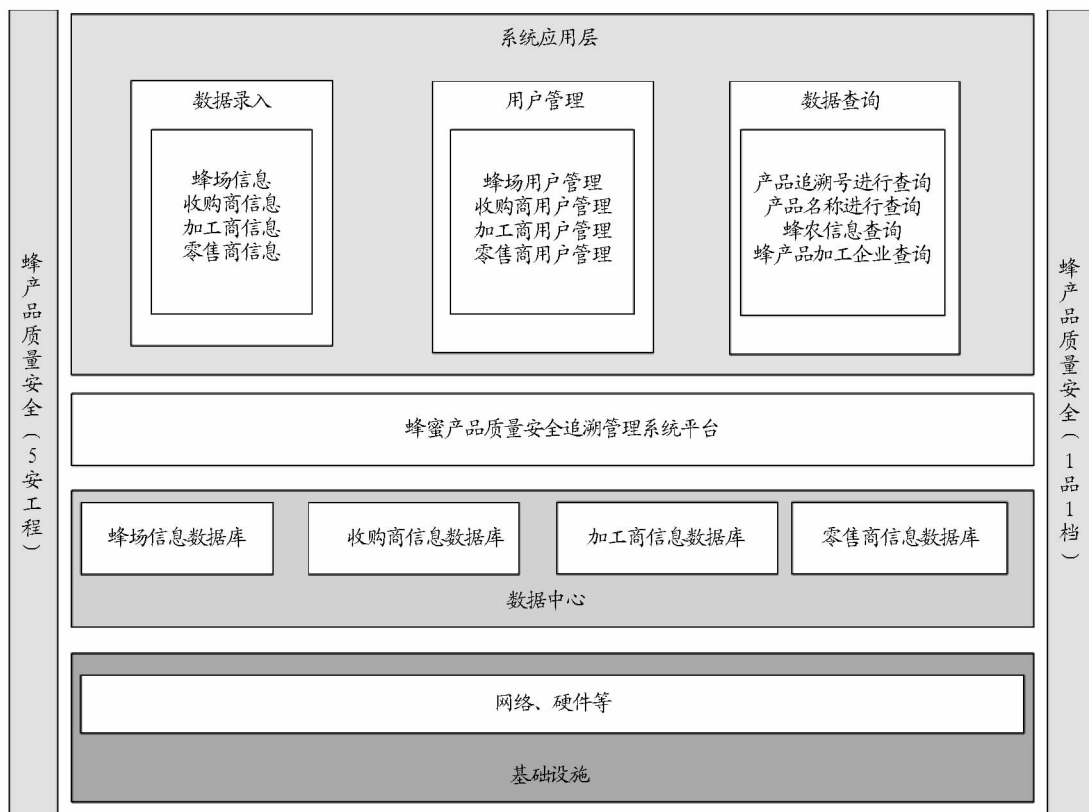 系统应用层
数据录入
蜂场信息
收购商信息
加工商信息
零售商信息
用户管理
蜂场用户管理
收购商用户管理
加工商用户管理
零售商用户管理
数据查询
产品追溯号进行查询
产品名称进行查询
蜂农信息查询
蜂产品加工企业查询
蜂产品质量安全（5安工程）
蜂蜜产品质量安全追溯管理系统平台
蜂场信息数据库
收购商信息数据库
加工商信息数据库
零售商信息数据库
数据中心
网络、硬件等
基础设施
蜂产品质量安全（1品1档）